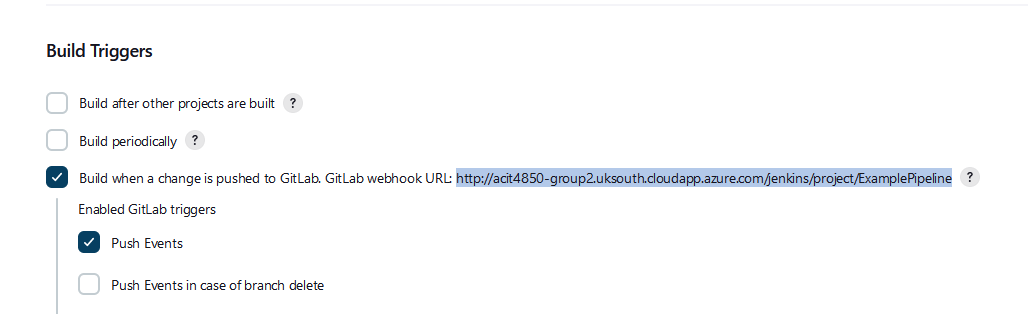 Build Triggers
Build after other projects are built ?
Build periodically ?
Build when a change is pushed to GitLab. GitLab webhook URL: http://acit4850-group2.uksouth.cloudapp.azure.com/jenkins/project/ExamplePipeline ?
Enabled GitLab triggers
Push Events
Push Events in case of branch delete